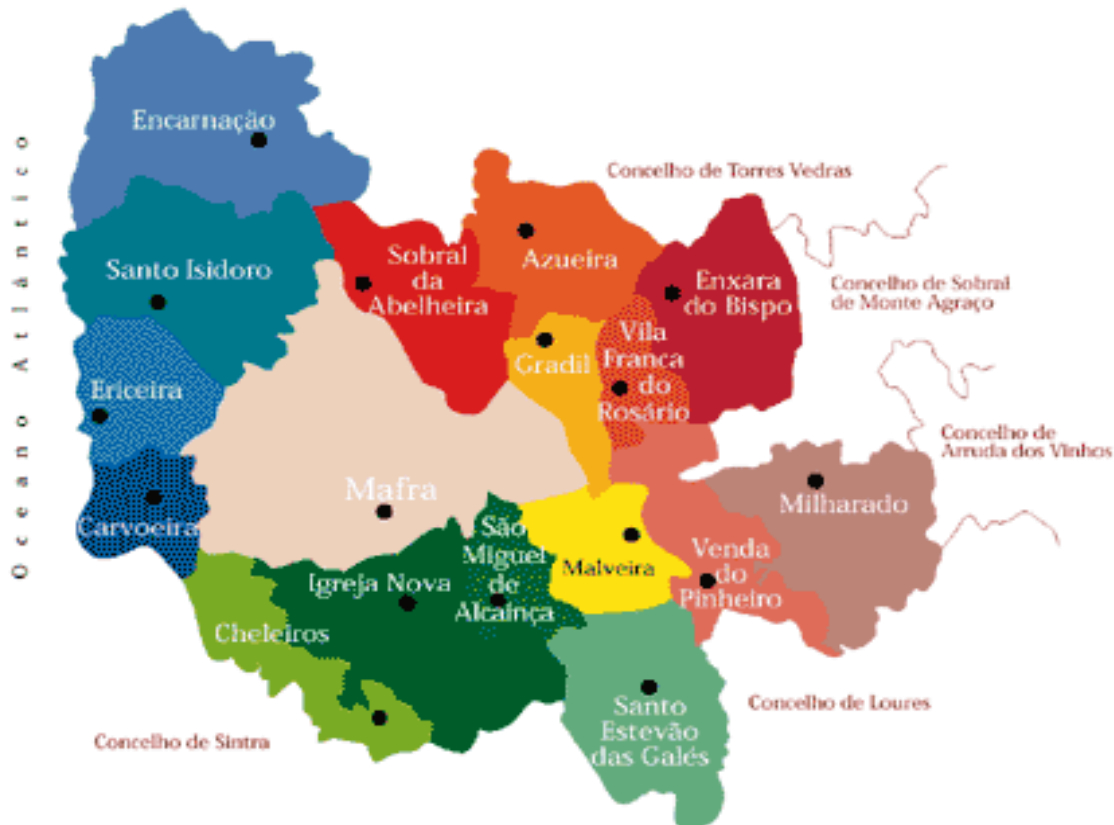 Oceano Atlântico
Encarnação
Concelho de Torres Vedras
Santo Isidoro
Sobral
da
Abelheira
Azueira
Enxara
do Bispo
Concelho de Sobral
de Monte Agraço
Ericeira
Gradil
Vila
Franca
do
Rosário
Concelho de
Arruda dos Vinhos
Carvoeira
Mafra
São
Miguel
de
Alcainça
Igreja Nova
Malveira
Venda
do
Pinheiro
Milharado
Cheleiros
Santo
Estevão
das Galés
Concelho de Loures
Concelho de Sintra